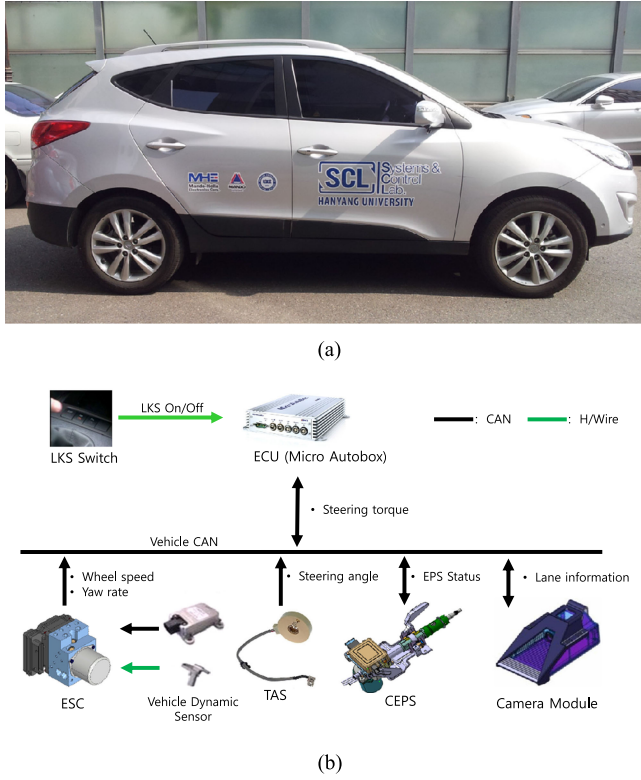 MHE
SCL
Systems &
Control
Lab.
HANYANG UNIVERSITY
(a)
LKS On/Off
: CAN
: H/Wire
LKS Switch
ECU (Micro Autobox)
• Steering torque
Vehicle CAN
• Wheel speed
• Yaw rate
• Steering angle
• EPS Status
• Lane information
ESC
Vehicle Dynamic
Sensor
TAS
CEPS
Camera Module
(b)